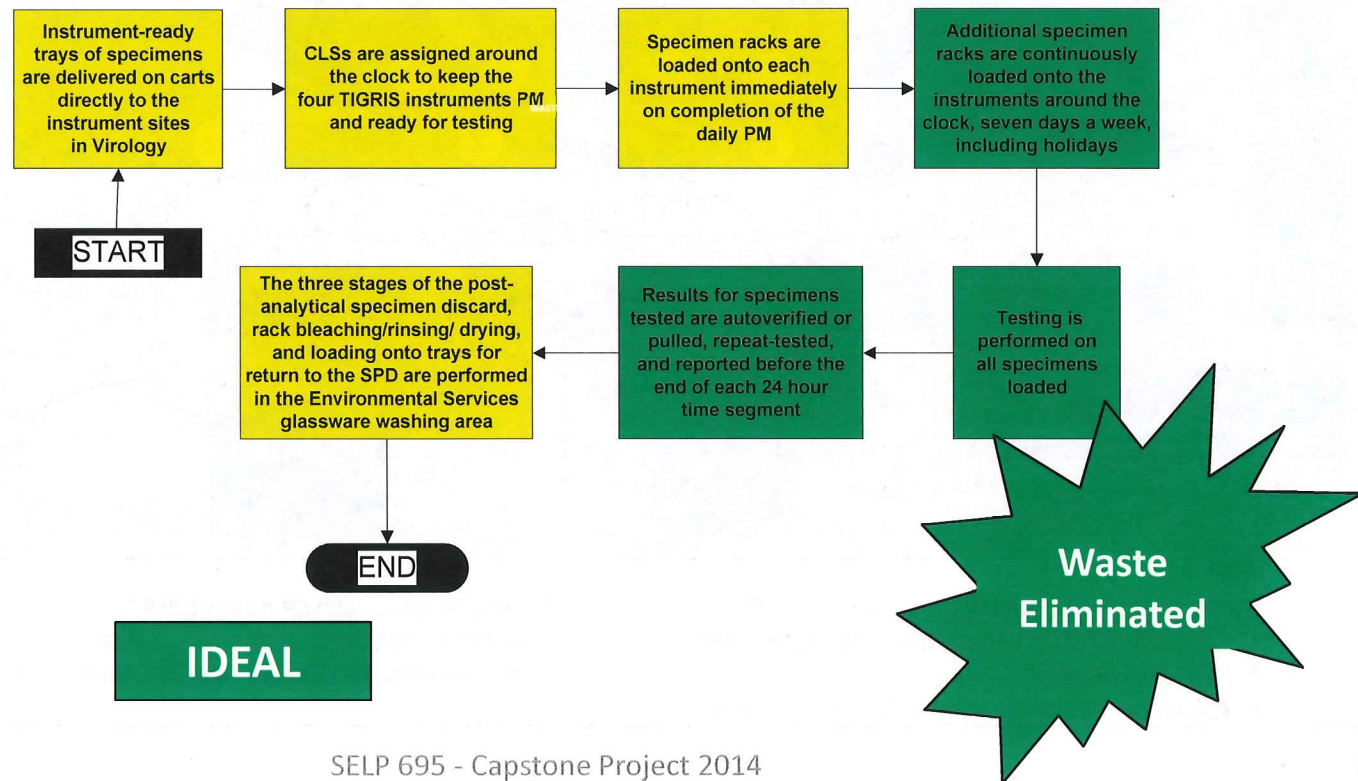 Instrument-ready
trays of specimens
are delivered on carts
directly to the
instrument sites
in Virology
CLSs are assigned around
the clock to keep the
four TIGRIS instruments PM
and ready for testing
WASTE
Specimen racks are
loaded onto each
instrument immediately
on completion of the
daily PM
Additional specimen
racks are continuously
loaded onto the
instruments around the
clock, seven days a week,
including holidays
START
The three stages of the post-
analytical specimen discard,
rack bleaching/rinsing/ drying,
and loading onto trays for
return to the SPD are performed
in the Environmental Services
glassware washing area
Results for specimens
tested are autoverified or
pulled, repeat-tested,
and reported before the
end of each 24 hour
time segment
Testing is
performed on
all specimens
loaded
END
Waste
Eliminated
IDEAL
SELP 695 - Capstone Project 2014